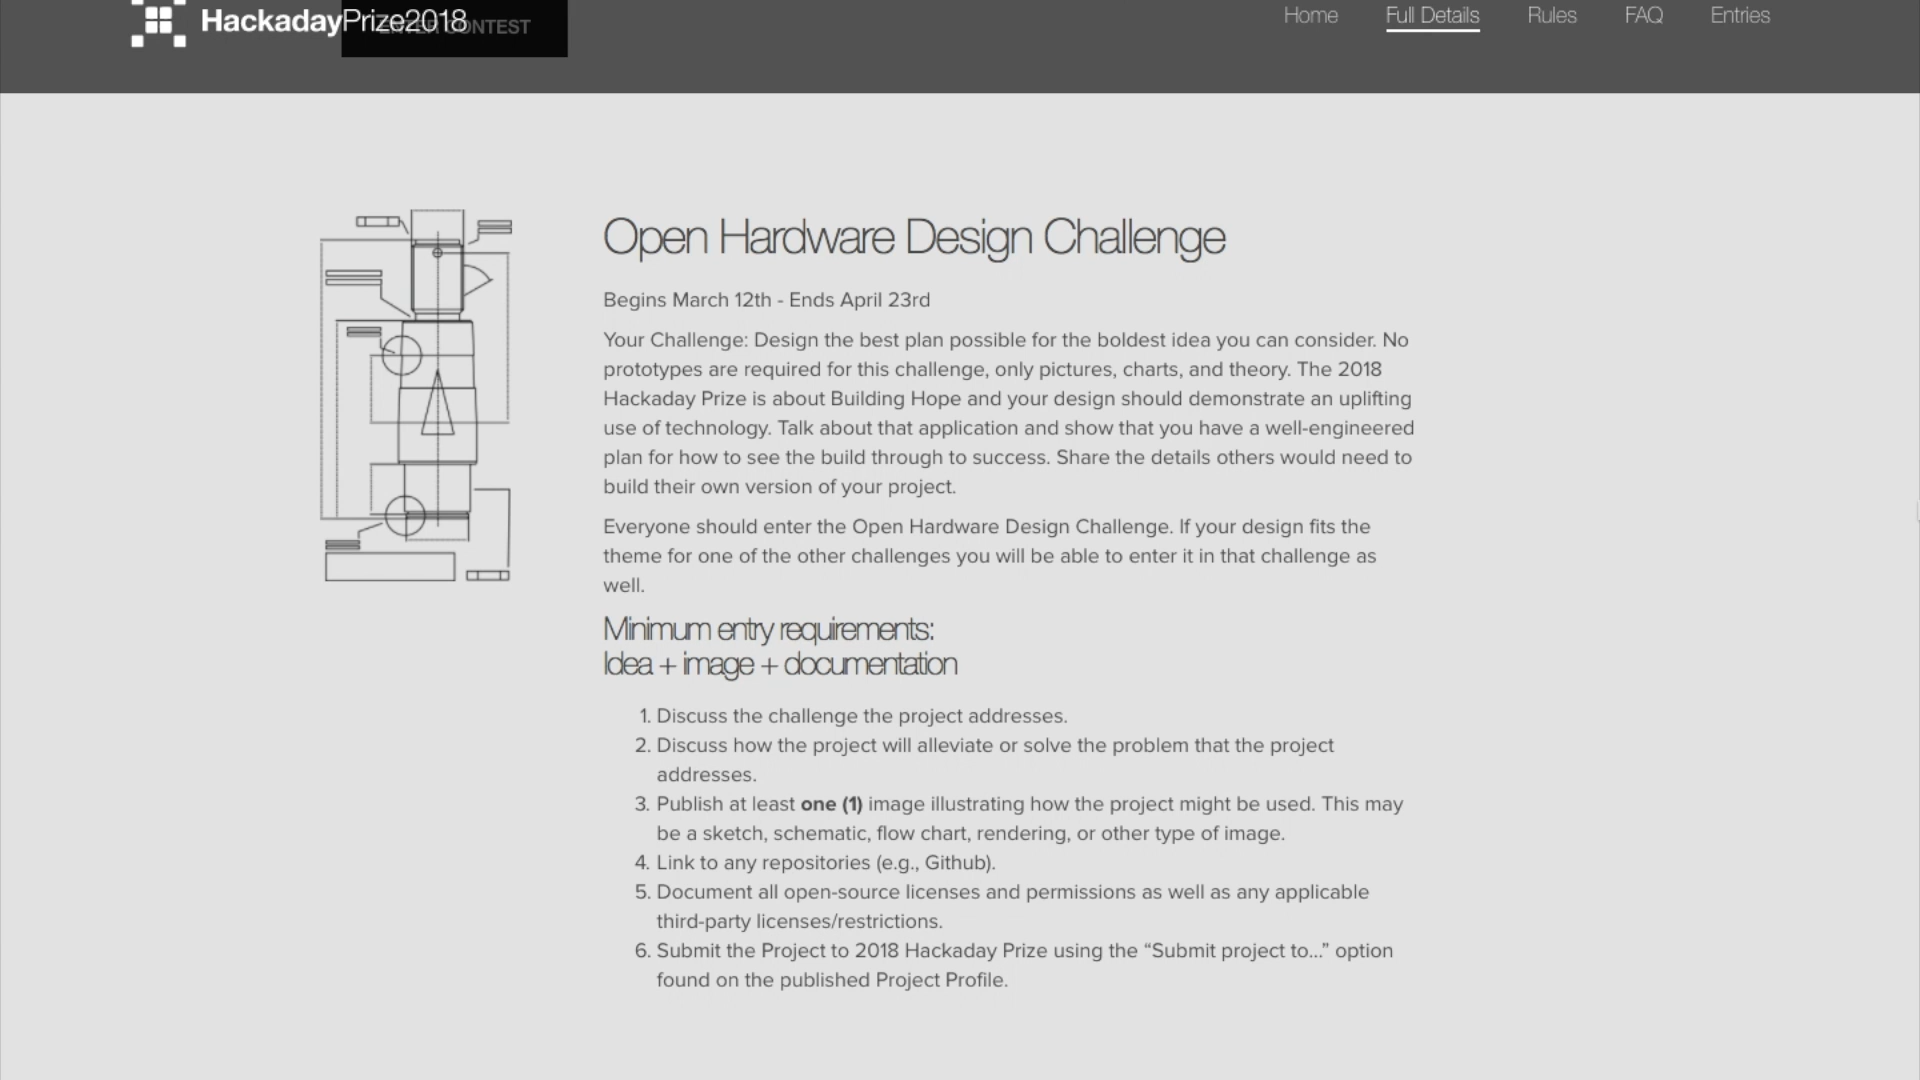 HackadayPrize2018
ENTER CONTEST
Home Full Details Rules FAQ Entries
Open Hardware Design Challenge
Begins March 12th - Ends April 23rd
Your Challenge: Design the best plan possible for the boldest idea you can consider. No
prototypes are required for this challenge, only pictures, charts, and theory. The 2018
Hackaday Prize is about Building Hope and your design should demonstrate an uplifting
use of technology. Talk about that application and show that you have a well-engineered
plan for how to see the build through to success. Share the details others would need to
build their own version of your project.
Everyone should enter the Open Hardware Design Challenge. If your design fits the
theme for one of the other challenges you will be able to enter it in that challenge as
well.
Minimum entry requirements:
Idea + image + documentation
1. Discuss the challenge the project addresses.
2. Discuss how the project will alleviate or solve the problem that the project
addresses.
3. Publish at least one (1) image illustrating how the project might be used. This may
be a sketch, schematic, flow chart, rendering, or other type of image.
4. Link to any repositories (e.g., Github).
5. Document all open-source licenses and permissions as well as any applicable
third-party licenses/restrictions.
6. Submit the Project to 2018 Hackaday Prize using the “Submit project to...” option
found on the published Project Profile.